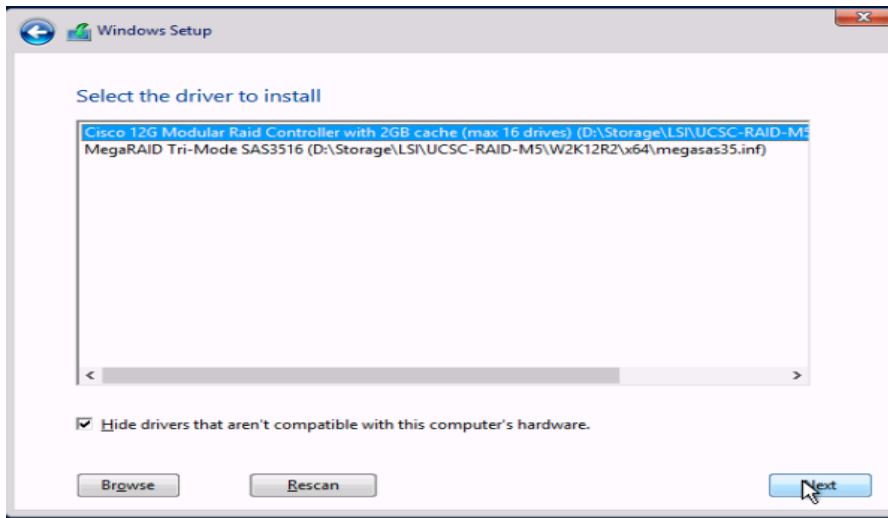 Windows Setup
Select the driver to install
Cisco 12G Modular Raid Controller with 2GB cache (max 16 drives) (D:\Storage\LSI\UCSC-RAID-M5
MegaRAID Tri-Mode SAS3516 (D:\Storage\LSI\UCSC-RAID-M5\W2K12R2\x64\megasas35.inf)
Hide drivers that aren't compatible with this computer's hardware.
Browse
Rescan
Next